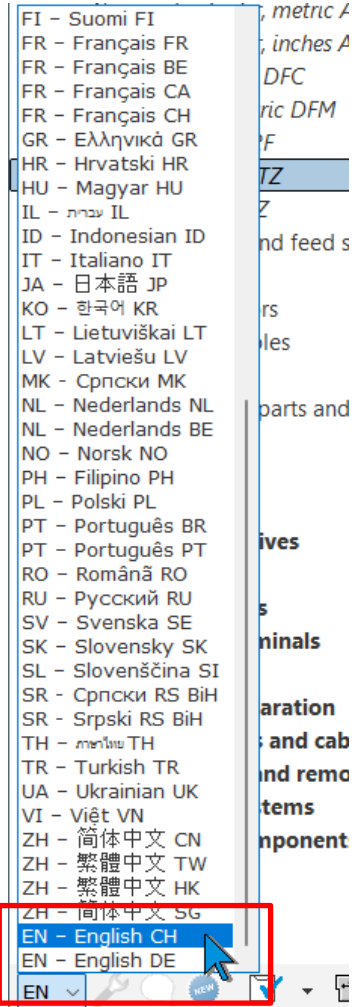 FI – Suomi FI
, metric A
FR – Français FR
, inches A
FR – Français BE
DFC
FR – Français CA
ric DFM
FR – Français CH
GR – Ελληνικά GR
HR – Hrvatski HR
TZ
HU – Magyar HU
IL – עברית IL
Z
ID – Indonesian ID
nd feed s
IT – Italiano IT
JA – 日本語 JP
KO – 한국어 KR
rs
LT – Lietuviškai LT
les
LV – Latviešu LV
MK - Српски MK
NL – Nederlands NL
parts and
NL – Nederlands BE
NO – Norsk NO
PH – Filipino PH
PL – Polski PL
PT – Português BR
ives
PT – Português PT
RO – Română RO
RU – Русский RU
s
SV – Svenska SE
minals
SK – Slovensky SK
SL – Slovenščina SI
SR - Српски RS BiH
aration
SR - Srpski RS BiH
TH – ภาษาไทย TH
and cab
TR – Turkish TR
and remo
UA – Ukrainian UK
stems
VI – Việt VN
ZH – 简体中文 CN
mponents
ZH – 繁體中文 TW
ZH – 繁體中文 HK
ZH – 简体中文 SG
EN – English CH
EN – English DE
EN
NEW